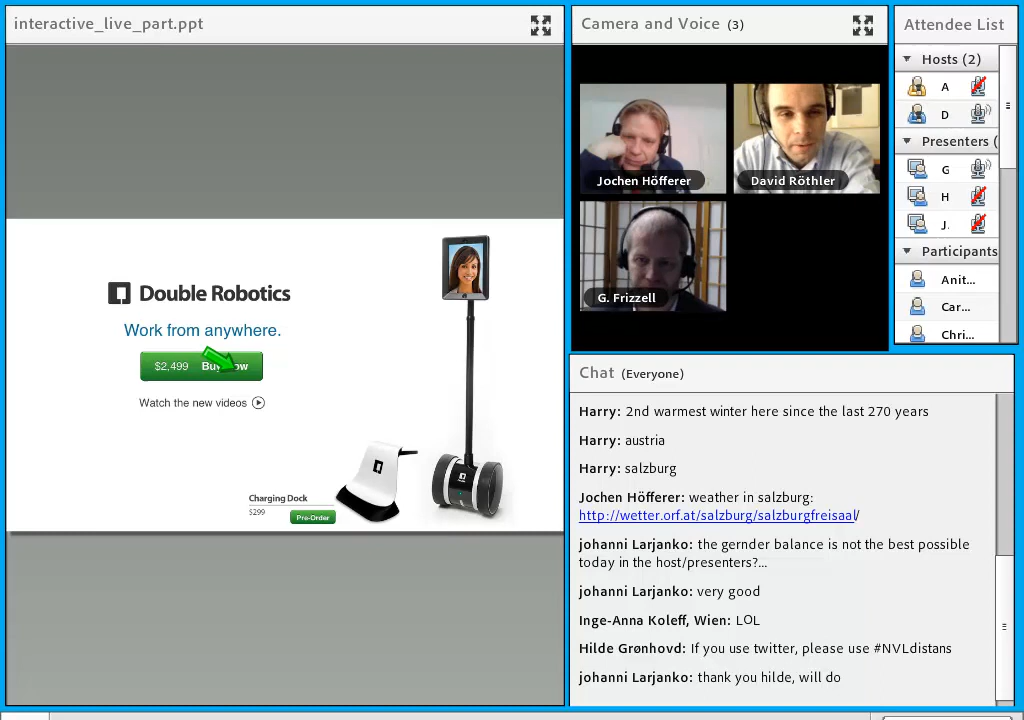 interactive_live_part.ppt
Double Robotics
Work from anywhere.
$2,499 Buy Now
Watch the new videos
Charging Dock
$299
Pre-Order
Camera and Voice (3)
Jochen Höfferer
David Röthler
G. Frizzell
Attendee List
Hosts (2)
A
D
Presenters (
G
H
J.
Participants
Anit...
Car...
Chri...
Chat (Everyone)
Harry: 2nd warmest winter here since the last 270 years
Harry: austria
Harry: salzburg
Jochen Höfferer: weather in salzburg:
http://wetter.orf.at/salzburg/salzburgfreisaal/
johanni Larjanko: the gernder balance is not the best possible
today in the host/presenters?...
johanni Larjanko: very good
Inge-Anna Koleff, Wien: LOL
Hilde Grønhovd: If you use twitter, please use #NVLdistans
johanni Larjanko: thank you hilde, will do